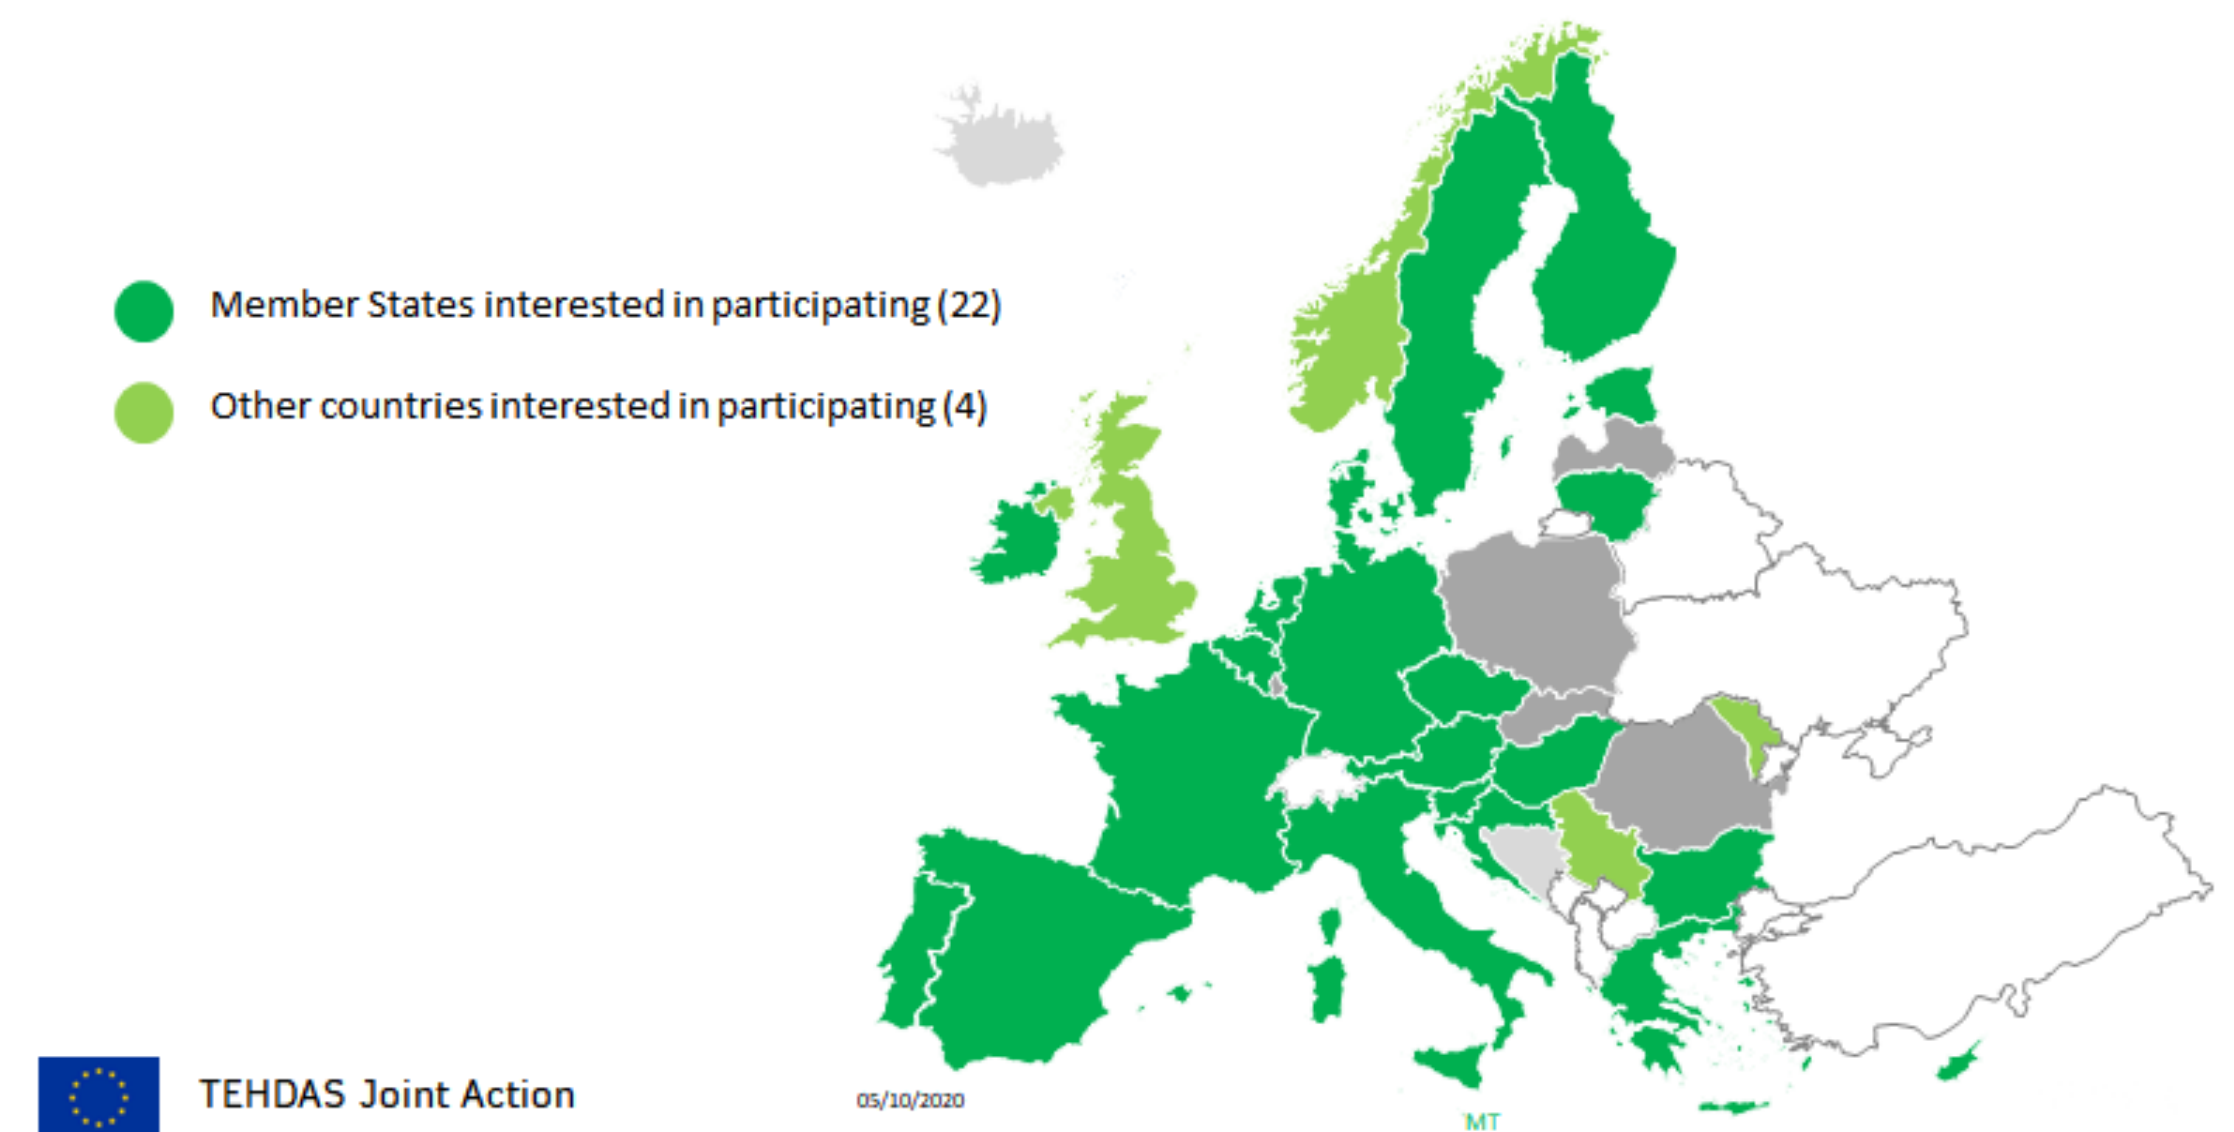 Member States interested in participating (22)
Other countries interested in participating (4)
TEHDAS Joint Action
05/10/2020
MT